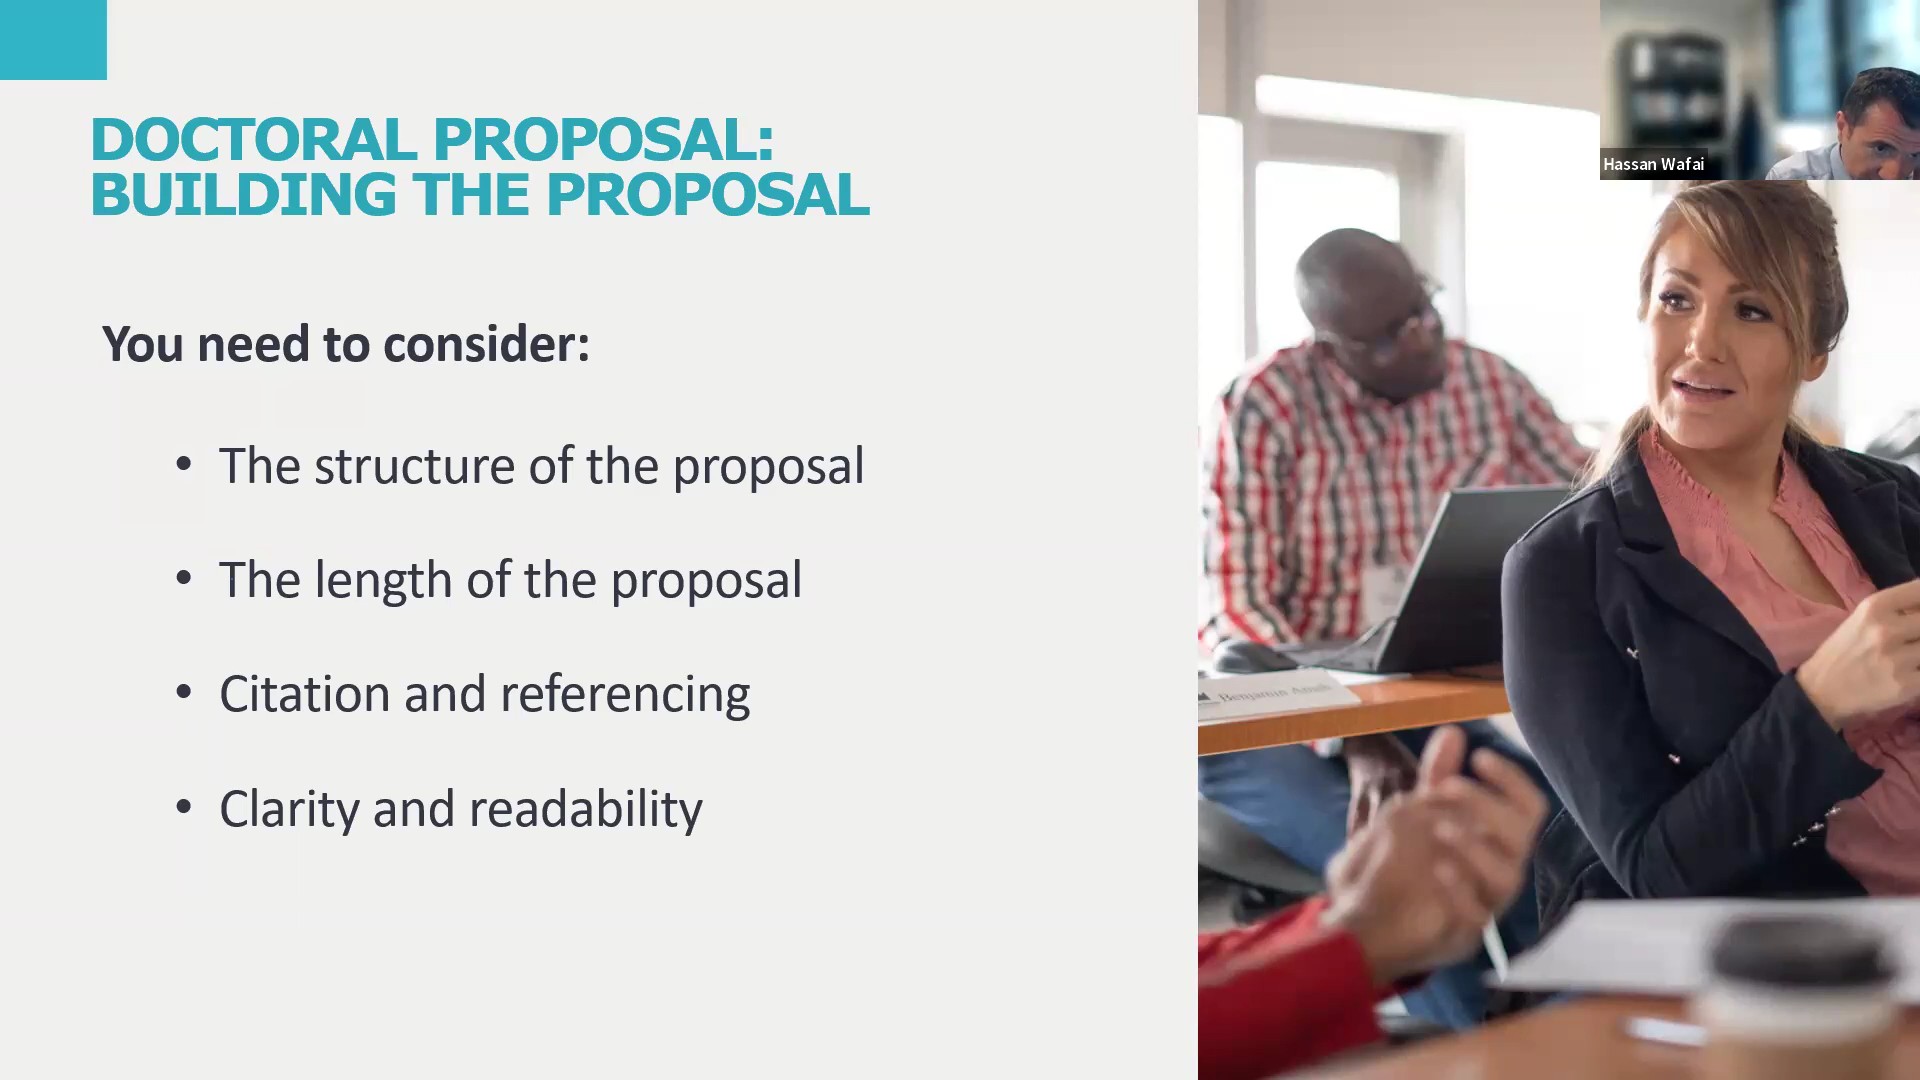 DOCTORAL PROPOSAL:
BUILDING THE PROPOSAL
You need to consider:
• The structure of the proposal
• The length of the proposal
• Citation and referencing
• Clarity and readability
Hassan Wafai
Benjamin